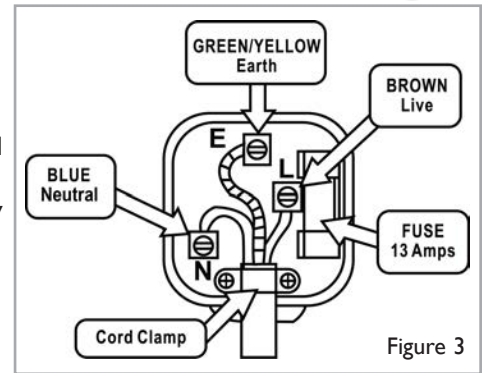 GREEN/YELLOW
Earth
BROWN
Live
E
L
BLUE
Neutral
FUSE
13 Amps
N
Cord Clamp
Figure 3